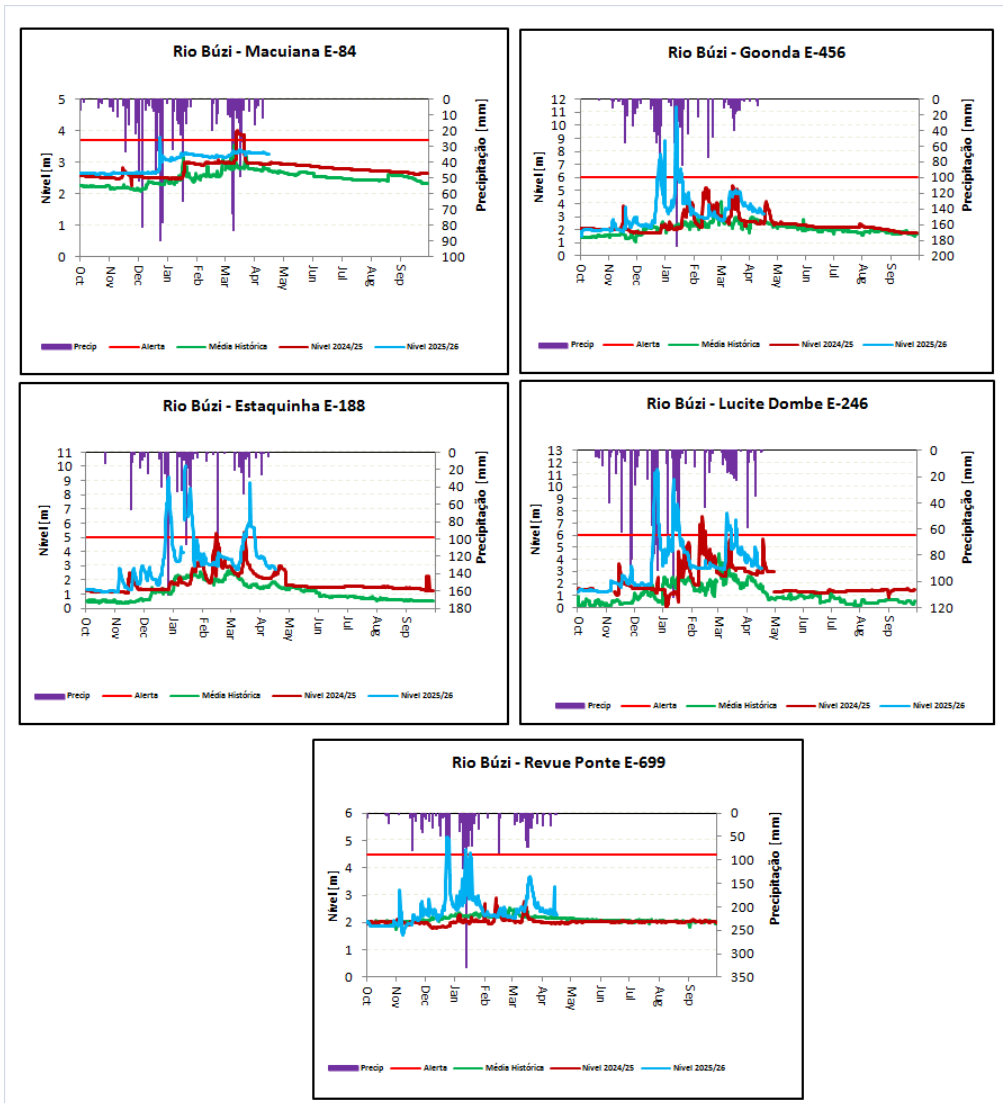 Rio Búzi - Macuiana E-84
5
4
3
2
1
0
Nível [m]
0
10
20
30
40
50
60
70
80
90
100
Precipitação [mm]
Oct
Nov
Dec
Jan
Feb
Mar
Apr
May
Jun
Jul
Aug
Sep
Precip
Alerta
Média Histórica
Nivel 2024/25
Nivel 2025/26
Rio Búzi - Goonda E-456
12
11
10
9
8
7
6
5
4
3
2
1
0
Nível [m]
0
20
40
60
80
100
120
140
160
180
200
Precipitação [mm]
Oct
Nov
Dec
Jan
Feb
Mar
Apr
May
Jun
Jul
Aug
Sep
Precip
Alerta
Média Histórica
Nivel 2024/25
Nivel 2025/26
Rio Búzi - Estaquinha E-188
11
10
9
8
7
6
5
4
3
2
1
0
Nível [m]
0
20
40
60
80
100
120
140
160
180
Precipitação [mm]
Oct
Nov
Dec
Jan
Feb
Mar
Apr
May
Jun
Jul
Aug
Sep
Precip
Alerta
Média Histórica
Nivel 2024/25
Nivel 2025/26
Rio Búzi - Lucite Dombe E-246
13
12
11
10
9
8
7
6
5
4
3
2
1
0
Nível [m]
0
20
40
60
80
100
120
Precipitação [mm]
Oct
Nov
Dec
Jan
Feb
Mar
Apr
May
Jun
Jul
Aug
Sep
Precip
Alerta
Média Histórica
Nivel 2024/25
Nivel 2025/26
Rio Búzi - Revue Ponte E-699
6
5
4
3
2
1
0
Nível [m]
0
50
100
150
200
250
300
350
Precipitação [mm]
Oct
Nov
Dec
Jan
Feb
Mar
Apr
May
Jun
Jul
Aug
Sep
Precip
Alerta
Média Histórica
Nivel 2024/25
Nivel 2025/26